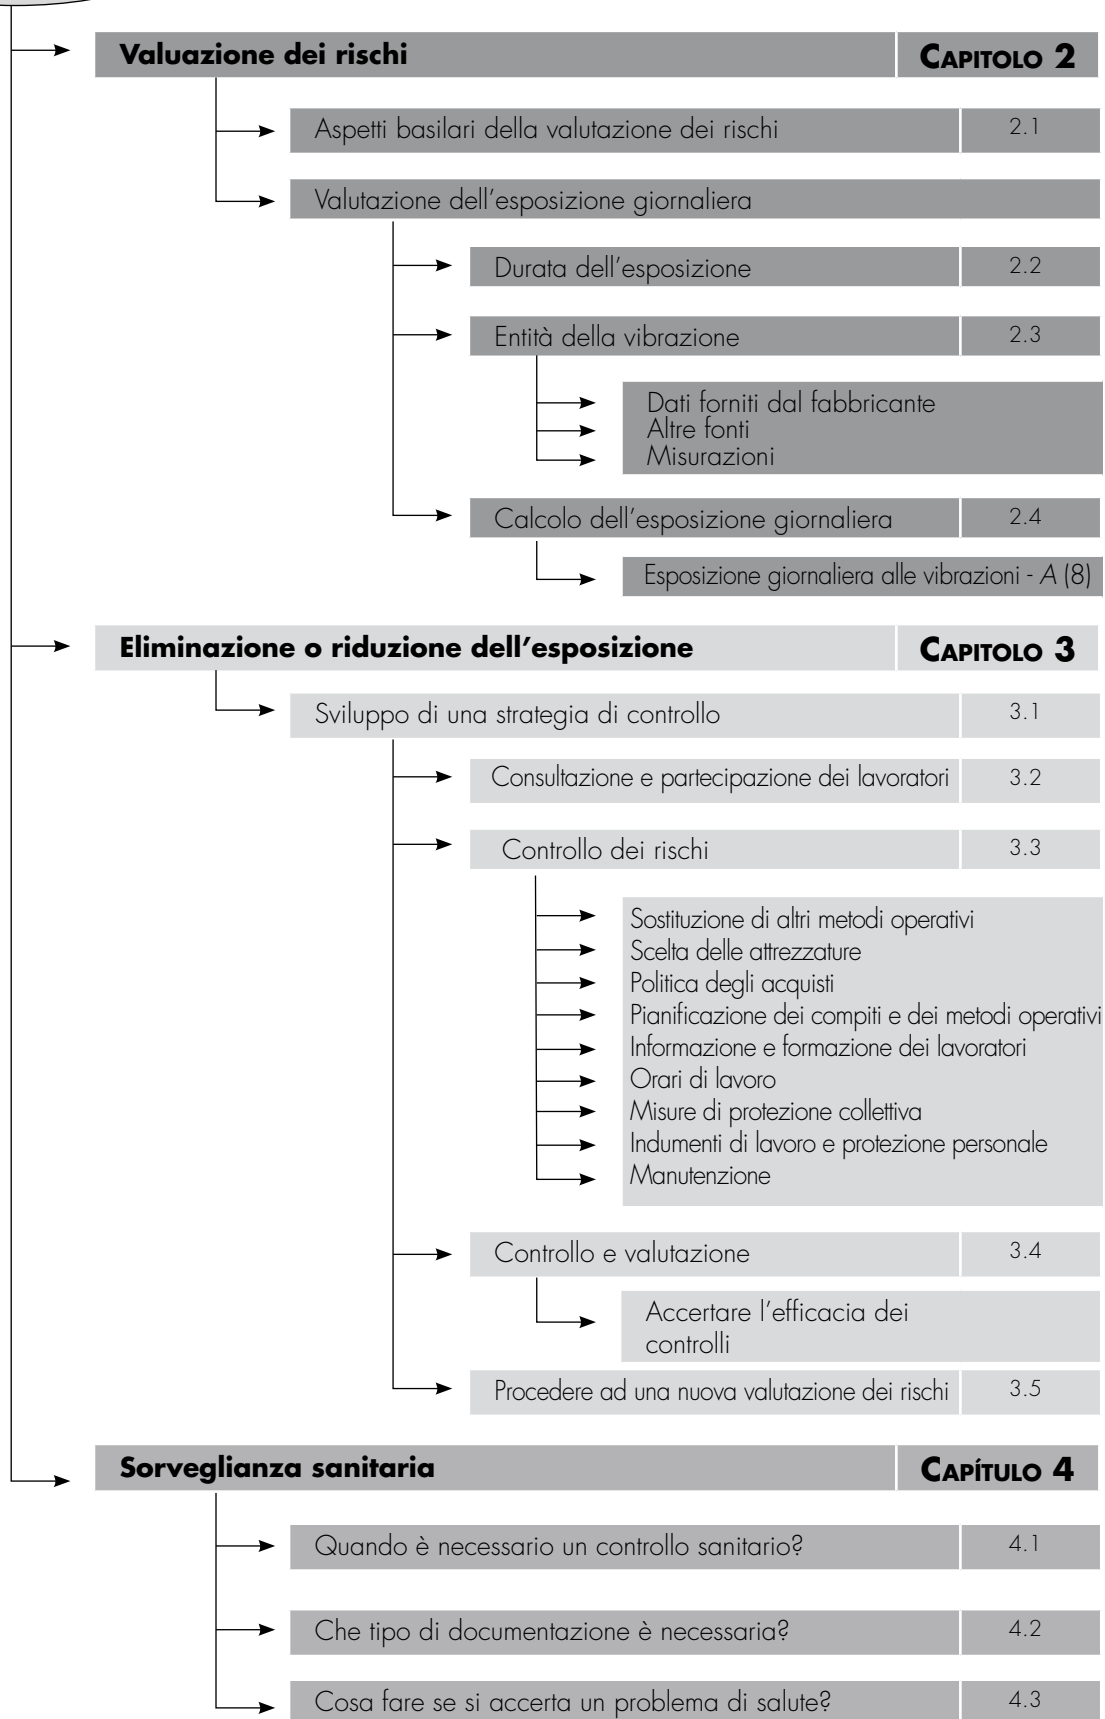 Valuazione dei rischi CAPITOLO 2
Aspetti basilari della valutazione dei rischi 2.1
Valutazione dell'esposizione giornaliera
Durata dell'esposizione 2.2
Entità della vibrazione 2.3
Dati forniti dal fabbricante
Altre fonti
Misurazioni
Calcolo dell'esposizione giornaliera 2.4
Esposizione giornaliera alle vibrazioni - A (8)
Eliminazione o riduzione dell'esposizione CAPITOLO 3
Sviluppo di una strategia di controllo 3.1
Consultazione e partecipazione dei lavoratori 3.2
Controllo dei rischi 3.3
Sostituzione di altri metodi operativi
Scelta delle attrezzature
Politica degli acquisti
Pianificazione dei compiti e dei metodi operativi
Informazione e formazione dei lavoratori
Orari di lavoro
Misure di protezione collettiva
Indumenti di lavoro e protezione personale
Manutenzione
Controllo e valutazione 3.4
Accertare l'efficacia dei
controlli
Procedere ad una nuova valutazione dei rischi 3.5
Sorveglianza sanitaria CAPÍTULO 4
Quando è necessario un controllo sanitario? 4.1
Che tipo di documentazione è necessaria? 4.2
Cosa fare se si accerta un problema di salute? 4.3